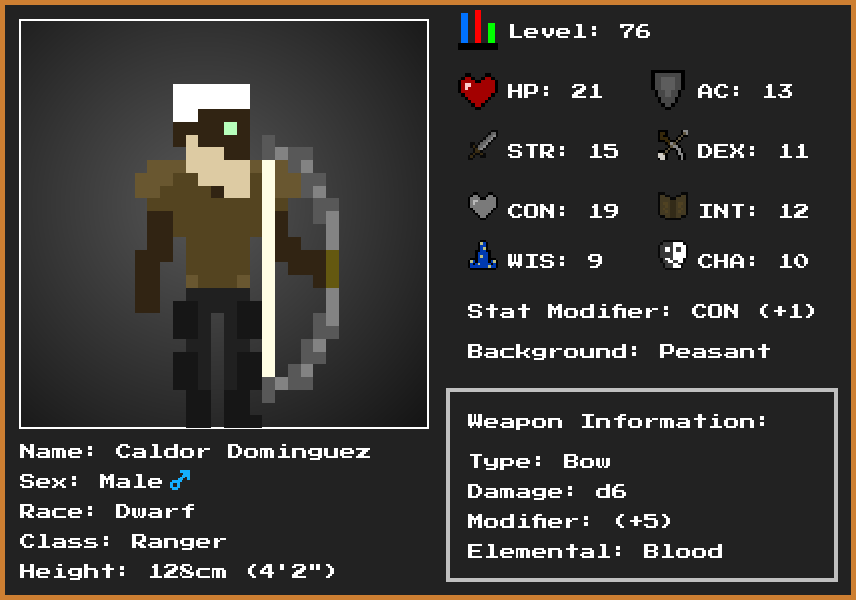 Level: 76
HP: 21
AC: 13
STR: 15
DEX: 11
CON: 19
INT: 12
WIS: 9
CHA: 10
Stat Modifier: CON (+1)
Background: Peasant
Weapon Information:
Type: Bow
Damage: d6
Modifier: (+5)
Elemental: Blood
Name: Caldor Dominguez
Sex: Male ♂
Race: Dwarf
Class: Ranger
Height: 128cm (4'2")